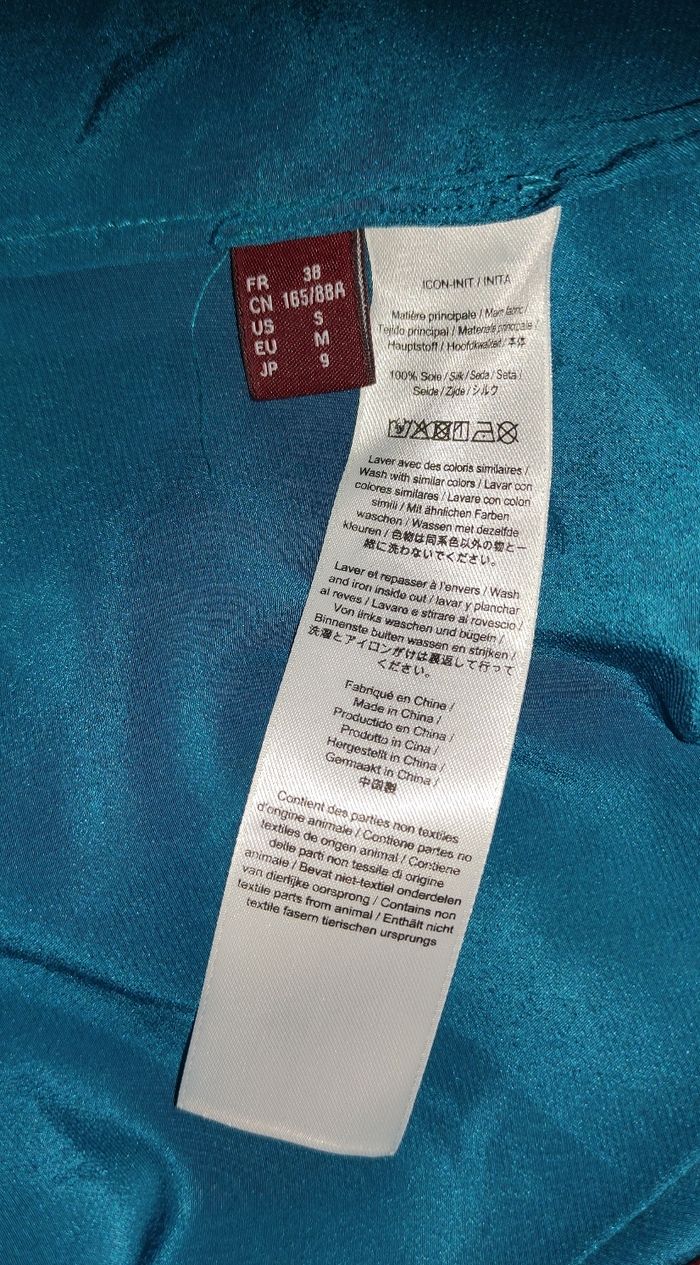 FR 38
CN 165/88A
US S
EU M
JP 9
ICON-INIT / INITA
Matière principale / Main fabric/
Tejido principal / Materiale principale /
Hauptstoff / Hoofdkwaliteit / 本体
100% Soie / Silk / Seda / Seta /
Seide / Zijde / シルク
Laver avec des coloris similaires /
Wash with similar colors / Lavar con
colores similares / Lavare con colori
simili / Mit ähnlichen Farben
waschen / Wassen met dezelfde
kleuren / 色物は同系色以外の物と一
緒に洗わないでください。
Laver et repasser à l'envers / Wash
and iron inside out / lavar y planchar
al reves / Lavare e stirare al rovescio /
Von links waschen und bügeln /
Binnenste buiten wassen en striken /
洗濯とアイロンがけは裏返して行って
ください。
Fabriqué en Chine /
Made in China /
Productido en China /
Prodotto in Cina /
Hergestellt in China /
Gemaakt in China /
中国製
Contient des parties non textiles
d'origine animale / Contiene partes no
textiles de origen animal / Contiene
delle parti non tessile di origine
animale / Bevat niet-textiel onderdelen
van dierlijke oorsprong / Contains non
textile parts from animal / Enthält nicht
textile fasern tierischen ursprungs